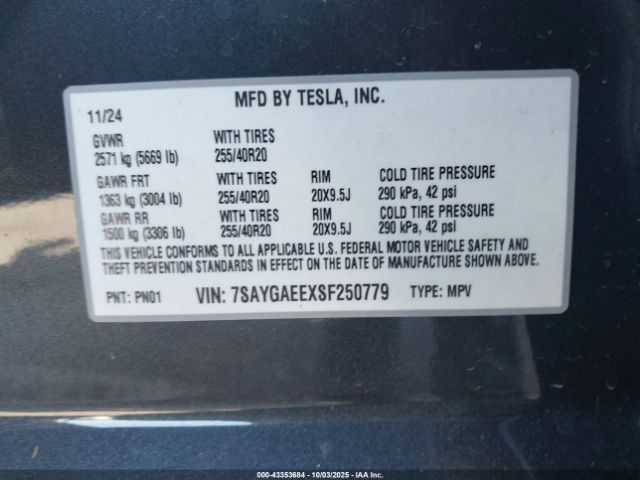 MFD BY TESLA, INC.
11/24
GVWR WITH TIRES
2571 kg (5669 lb) 255/40R20
GAWR FRT WITH TIRES RIM COLD TIRE PRESSURE
1363 kg (3004 lb) 255/40R20 20X9.5J 290 kPa, 42 psi
GAWR RR WITH TIRES RIM COLD TIRE PRESSURE
1500 kg (3306 lb) 255/40R20 20X9.5J 290 kPa, 42 psi
THIS VEHICLE CONFORMS TO ALL APPLICABLE U.S. FEDERAL MOTOR VEHICLE SAFETY AND
THEFT PREVENTION STANDARDS IN EFFECT ON THE DATE OF MANUFACTURE SHOWN ABOVE.
PNT: PN01 VIN: 7SAYGAEEXSF250779 TYPE: MPV
000-43353684 - 10/03/2025 - IAAI.COM